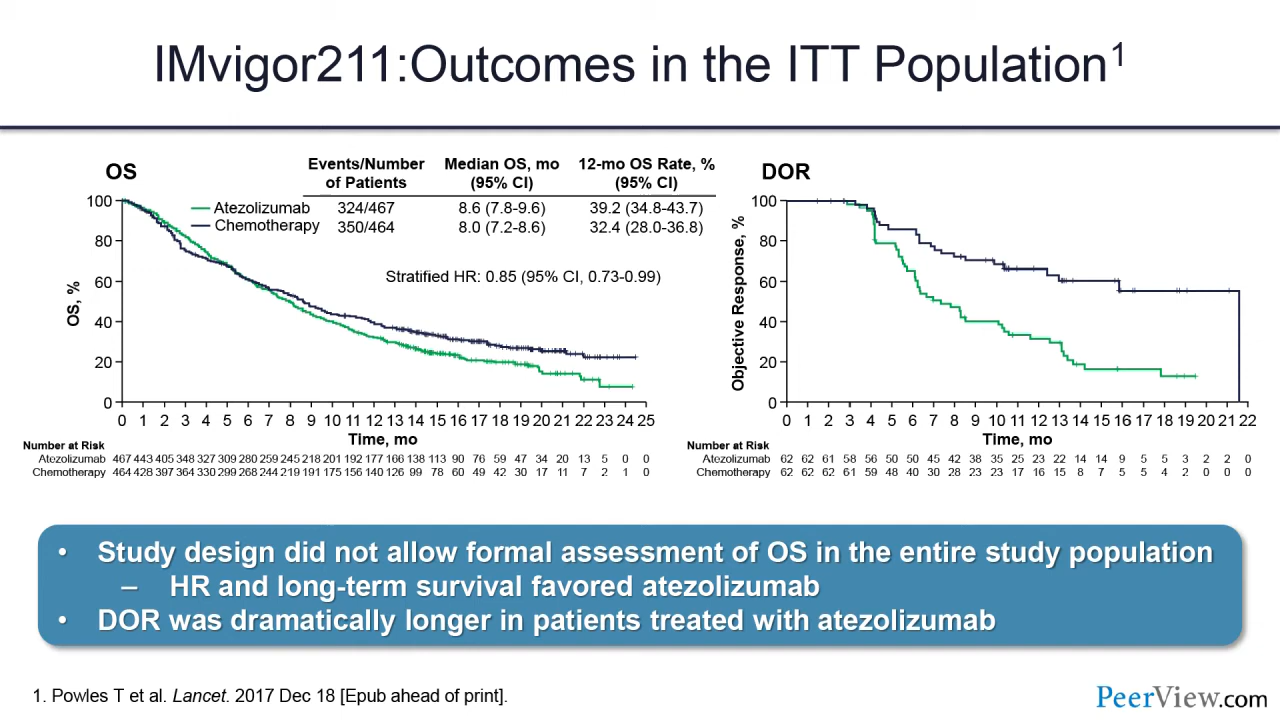 IMvigor211:Outcomes in the ITT Population1
OS
Events/Number of Patients
Median OS, mo (95% CI)
12-mo OS Rate, % (95% CI)
Atezolizumab 324/467 8.6 (7.8-9.6) 39.2 (34.8-43.7)
Chemotherapy 350/464 8.0 (7.2-8.6) 32.4 (28.0-36.8)
Stratified HR: 0.85 (95% CI, 0.73-0.99)
OS, %
100
80
60
40
20
0
0 1 2 3 4 5 6 7 8 9 10 11 12 13 14 15 16 17 18 19 20 21 22 23 24 25
Time, mo
Number at Risk
Atezolizumab 467 443 405 348 327 309 280 259 245 218 201 192 177 166 138 113 90 76 59 47 34 20 13 5 0 0
Chemotherapy 464 428 397 364 330 299 268 244 219 191 175 156 140 126 99 78 60 49 42 30 17 11 7 2 1 0
DOR
Objective Response, %
100
80
60
40
20
0
0 1 2 3 4 5 6 7 8 9 10 11 12 13 14 15 16 17 18 19 20 21 22
Time, mo
Number at Risk
Atezolizumab 62 62 61 58 56 50 50 45 42 38 35 25 23 22 14 14 9 5 5 3 2 2 0
Chemotherapy 62 62 62 61 59 48 40 30 28 23 23 17 16 15 8 7 5 5 4 2 0 0 0
• Study design did not allow formal assessment of OS in the entire study population
– HR and long-term survival favored atezolizumab
• DOR was dramatically longer in patients treated with atezolizumab
1. Powles T et al. Lancet. 2017 Dec 18 [Epub ahead of print].
PeerView.com